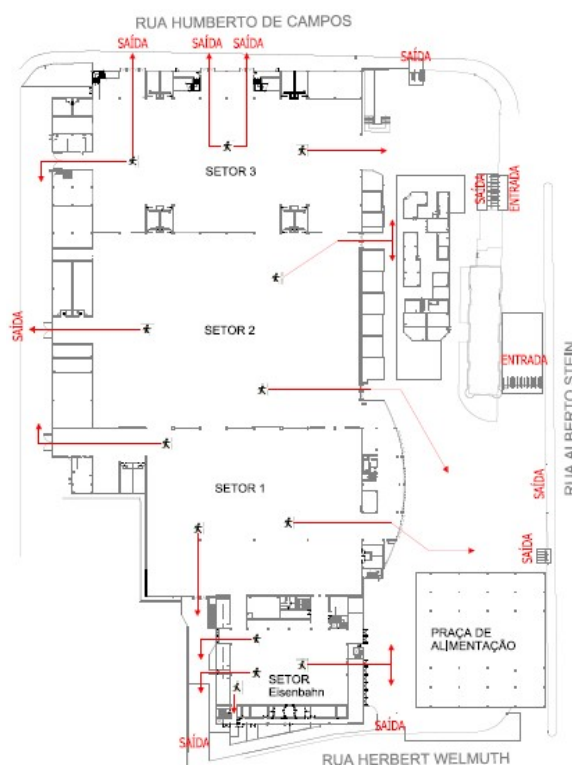 RUA HUMBERTO DE CAMPOS
SAÍDA
SAÍDA
SAÍDA
SAÍDA
SETOR 3
SAÍDA
ENTRADA
SETOR 2
SAÍDA
ENTRADA
RUA ALBERTO STEIN
SETOR 1
SAÍDA
SAÍDA
PRAÇA DE
ALIMENTAÇÃO
SETOR
Eisenbahn
SAÍDA
SAÍDA
RUA HERBERT WELMUTH